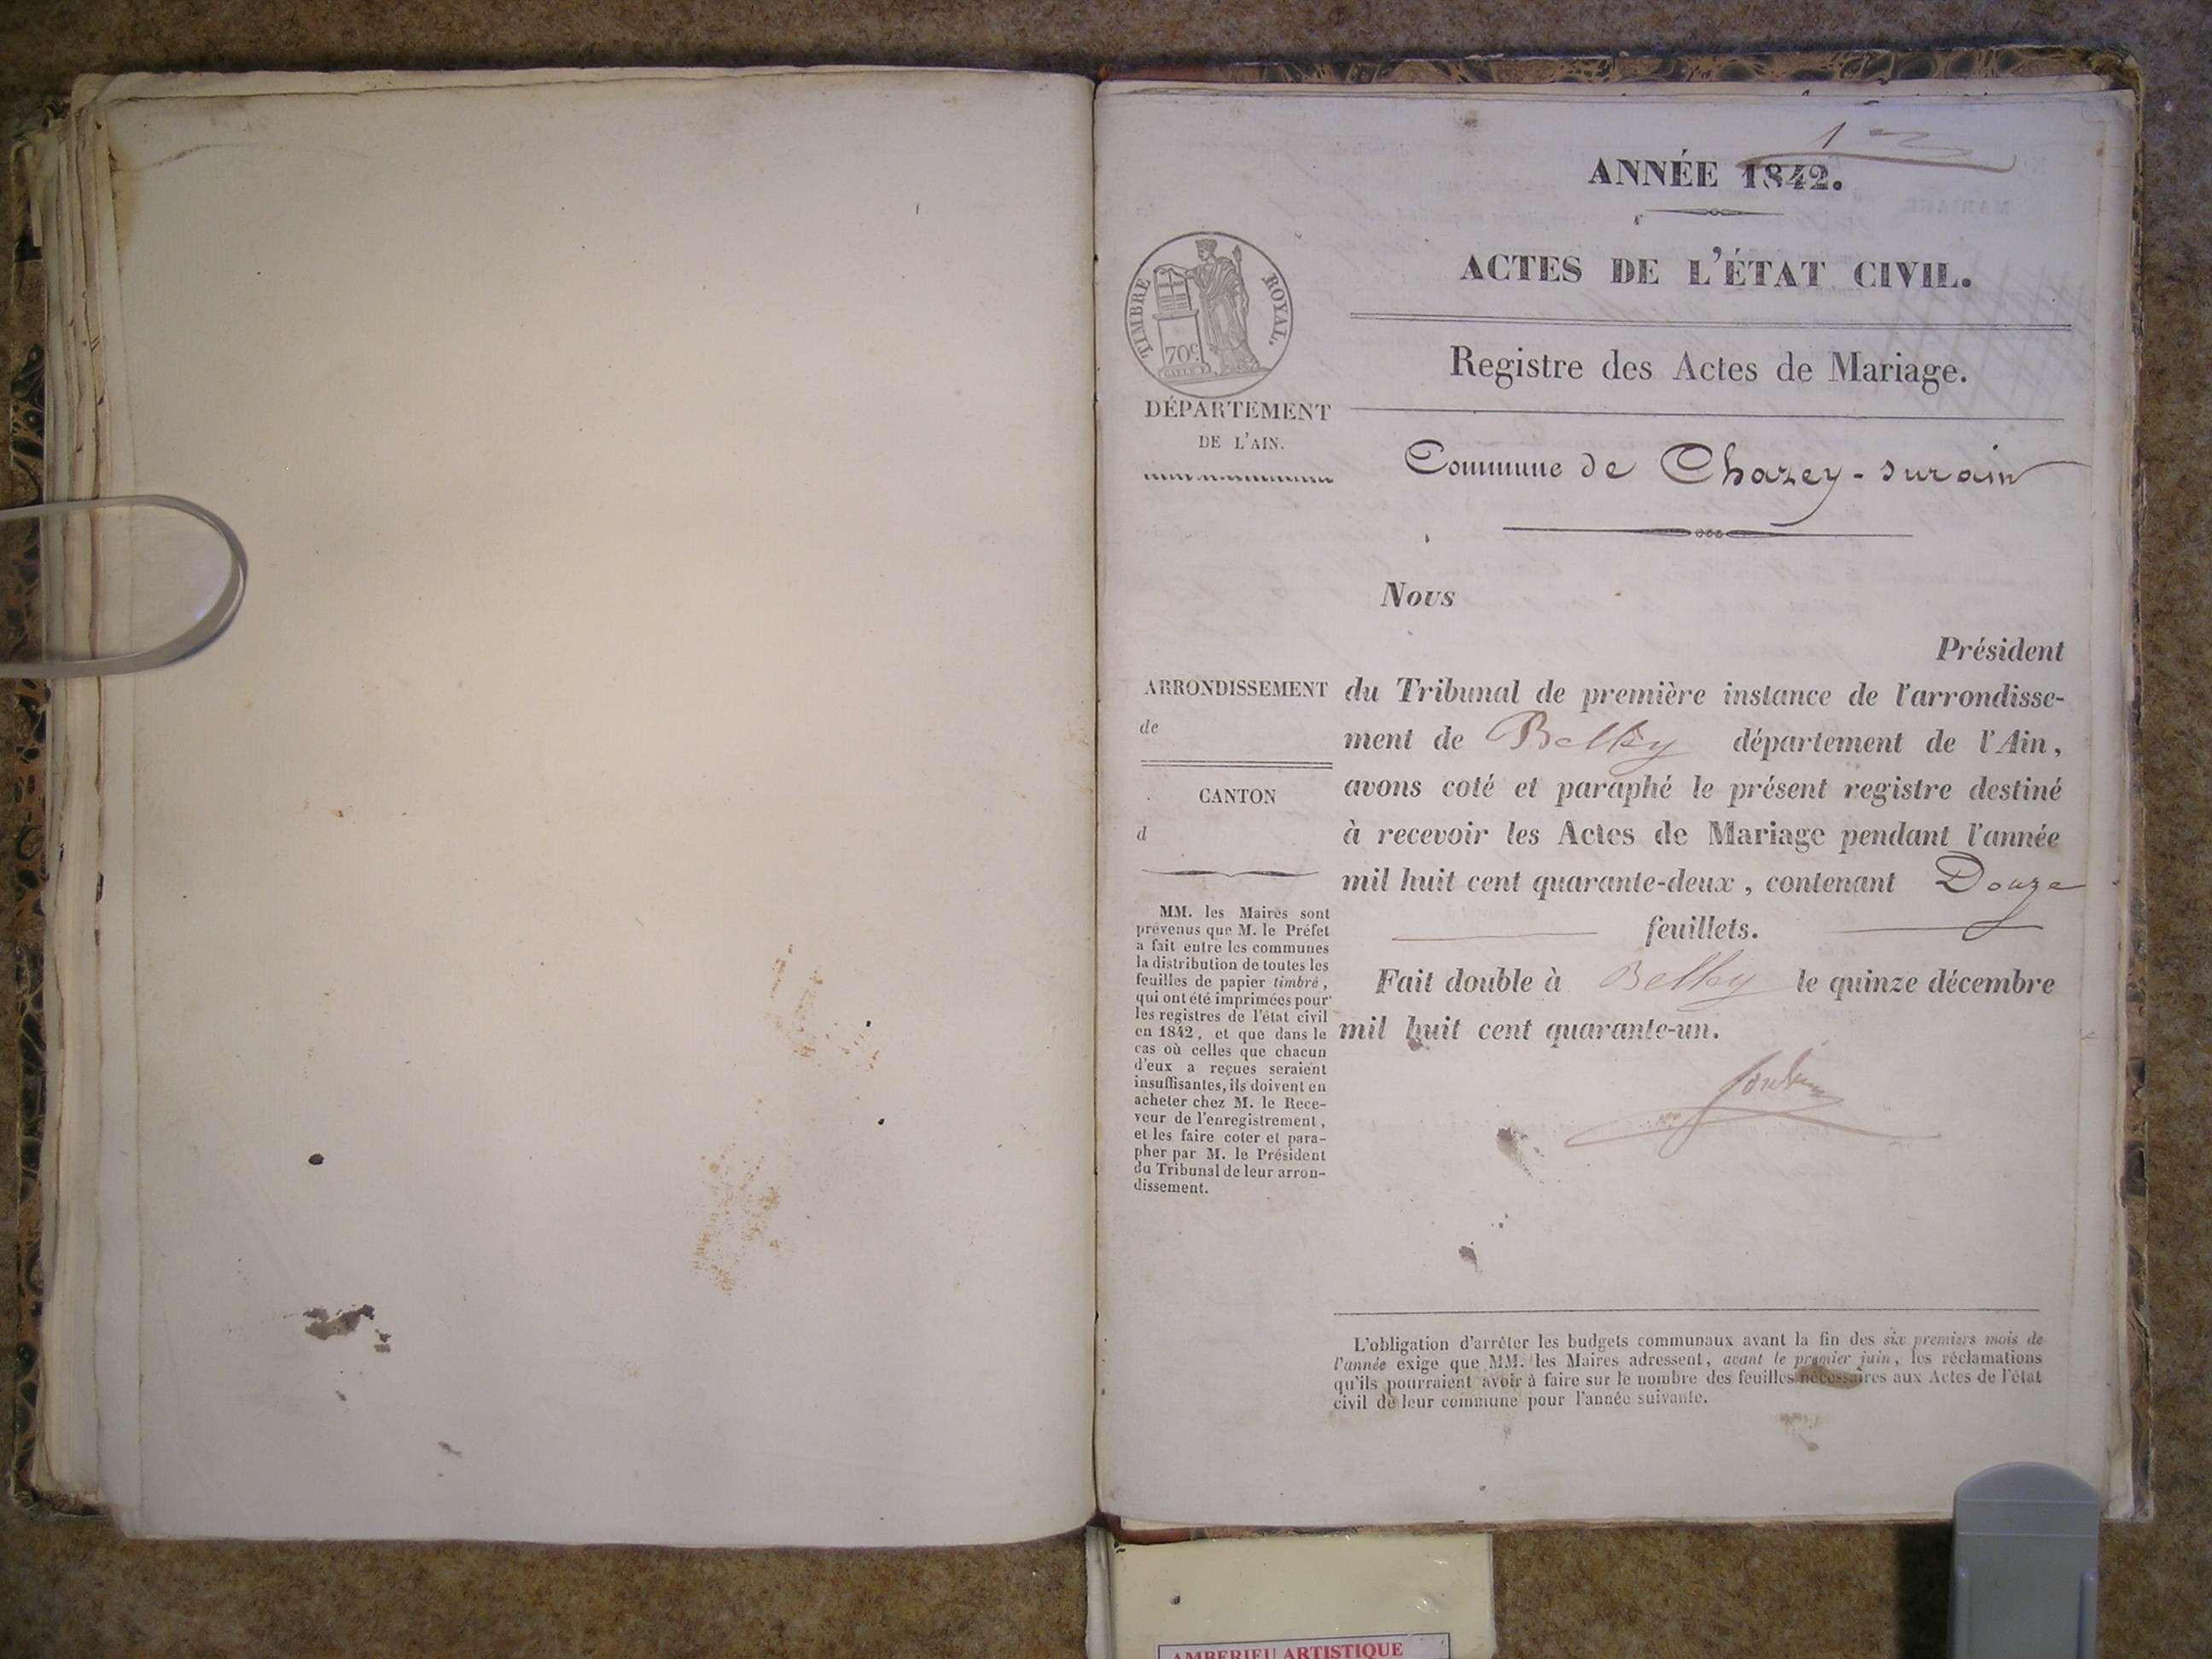 ANNÉE 1842.
ACTES DE L'ÉTAT CIVIL.
TIMBRE ROYAL.
70c
Registre des Actes de Mariage.
DÉPARTEMENT
DE L'AIN.
Commune de Chazey-sur ain
Nous
Président
ARRONDISSEMENT
de
CANTON
d
du Tribunal de première instance de l'arrondisse-
ment de Belley département de l'Ain,
avons coté et paraphé le présent registre destiné
à recevoir les Actes de Mariage pendant l'année
mil huit cent quarante-deux, contenant Douze
feuillets.
Fait double à Belley le quinze décembre
mil huit cent quarante-un.
MM. les Maires sont
prévenus que M. le Préfet
a fait entre les communes
la distribution de toutes les
feuilles de papier timbré,
qui ont été imprimées pour
les registres de l'état civil
en 1842, et que dans le
cas où celles que chacun
d'eux a reçues seraient
insuffisantes, ils doivent en
acheter chez M. le Rece-
veur de l'enregistrement,
et les faire coter et para-
pher par M. le Président
du Tribunal de leur arron-
dissement.
L'obligation d'arrêter les budgets communaux avant la fin des six premiers mois de
l'année exige que MM. les Maires adressent, avant le premier juin, les réclamations
qu'ils pourraient avoir à faire sur le nombre des feuilles nécessaires aux Actes de l'état
civil de leur commune pour l'année suivante.
AMBERIEU ARTISTIQUE